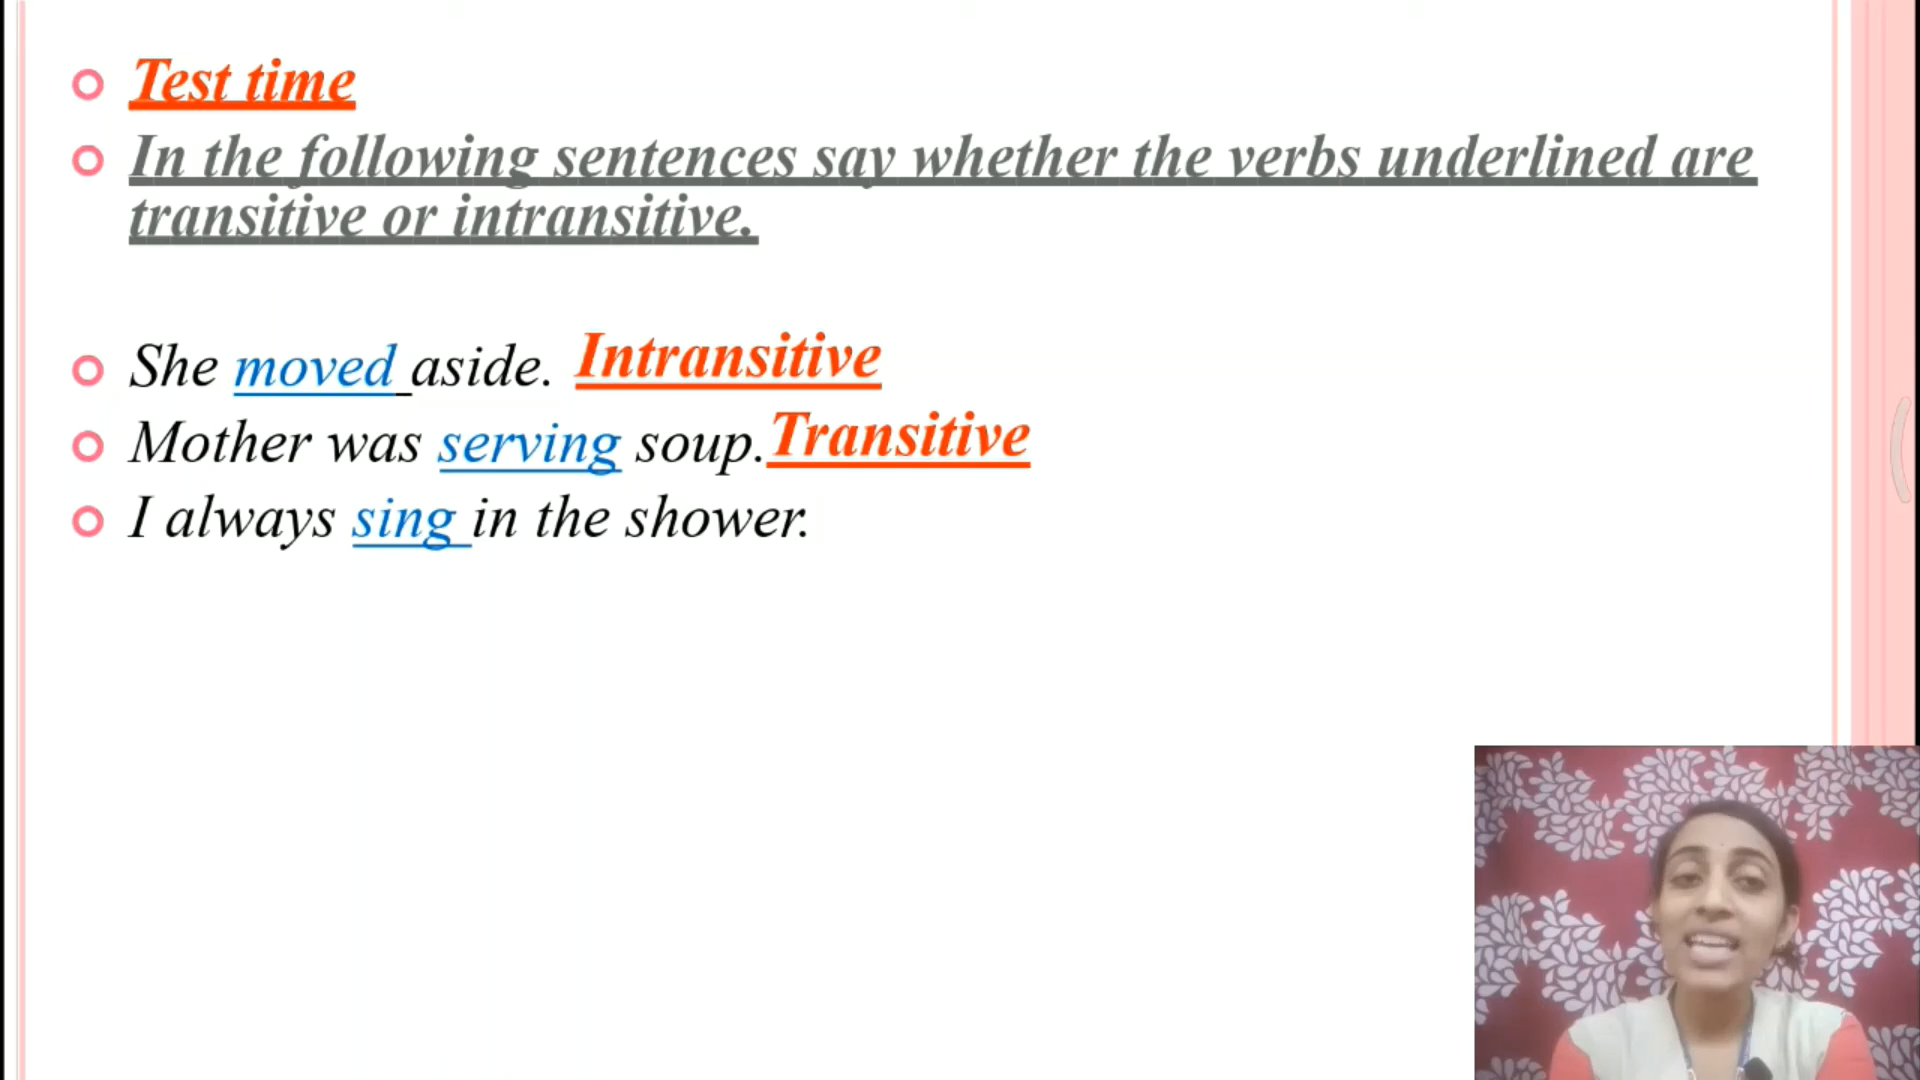 Test time
In the following sentences say whether the verbs underlined are
transitive or intransitive.
She moved aside. Intransitive
Mother was serving soup. Transitive
I always sing in the shower.